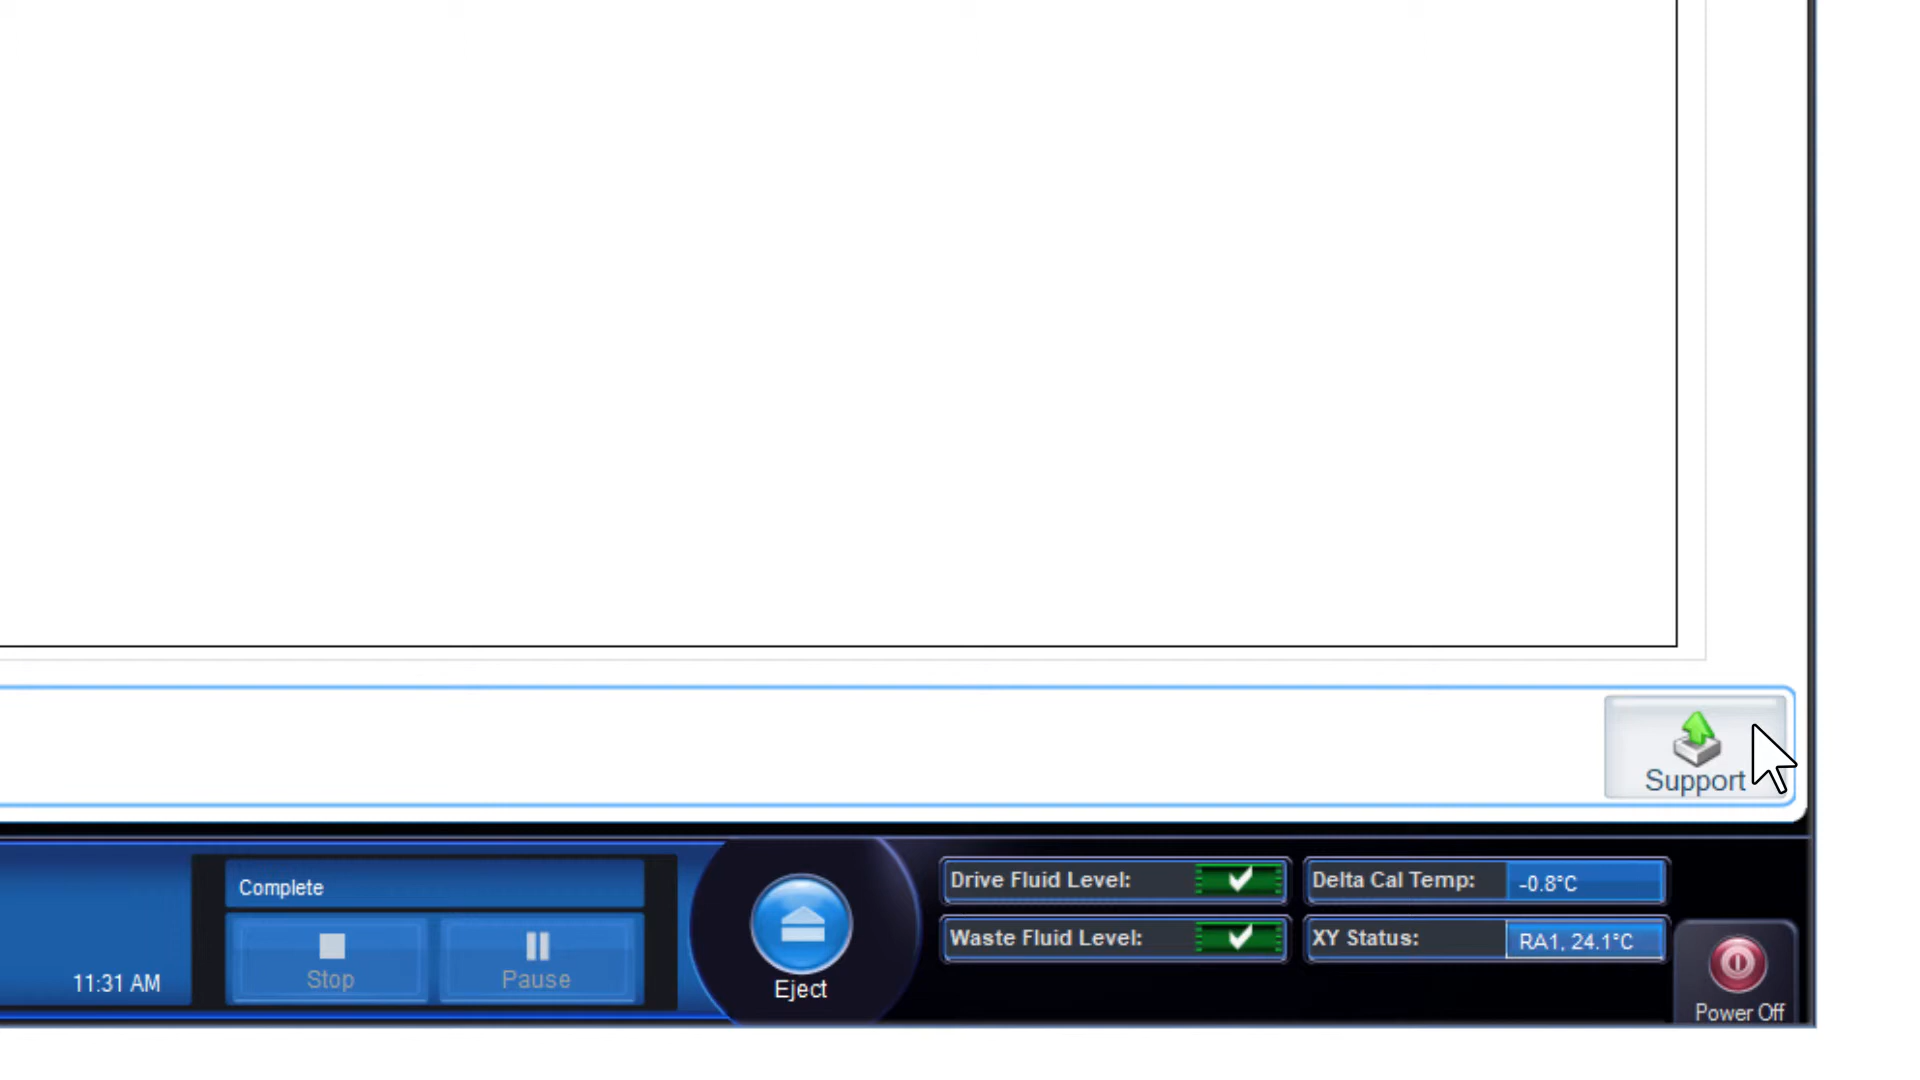 Support
Complete
Drive Fluid Level:
Delta Cal Temp:
-0.8°C
Waste Fluid Level:
XY Status:
RA1, 24.1°C
11:31 AM
Stop
Pause
Eject
Power Off